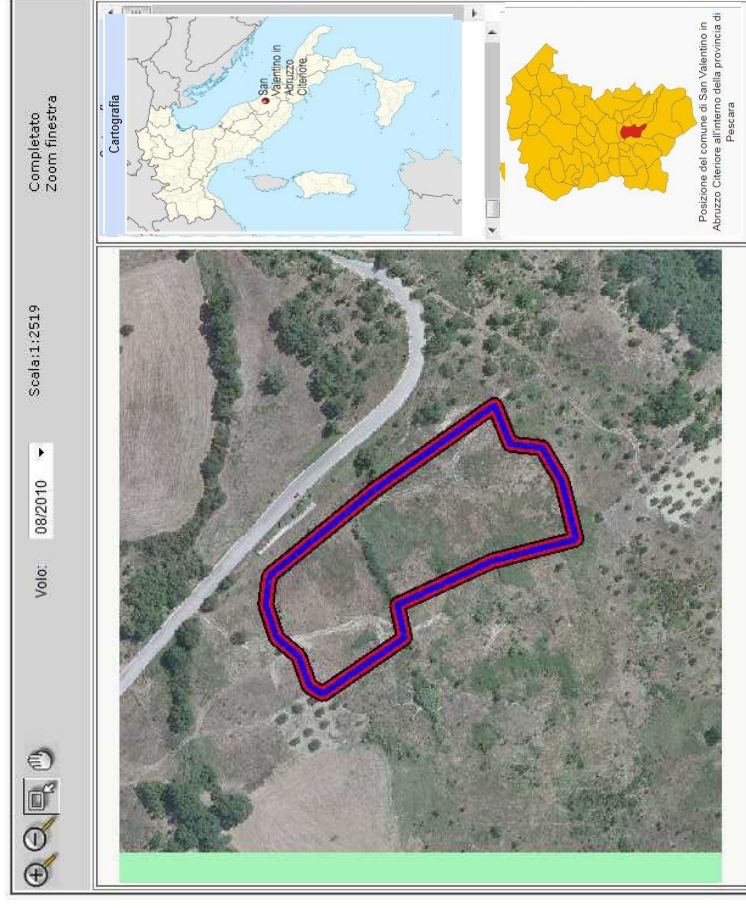 Volo:
08/2010
Scala:1:2519
Completato
Zoom finestra
Cartografia
San
Valentino in
Abruzzo
Citeriore
Posizione del comune di San Valentino in
Abruzzo Citeriore all'interno della provincia di
Pescara